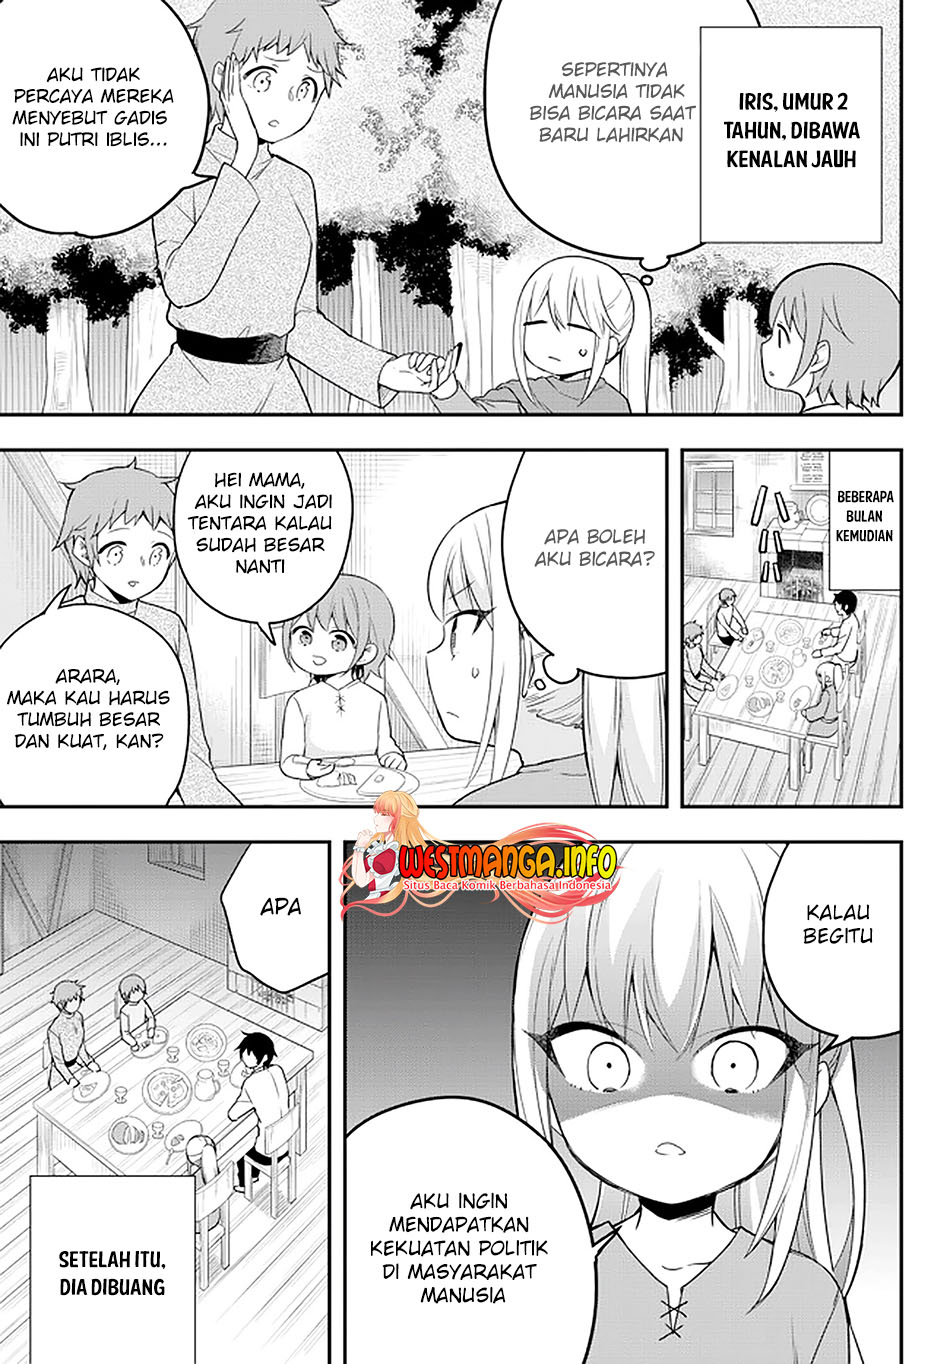 IRIS, UMUR 2
TAHUN, DIBAWA
KENALAN JAUH
SEPERTINYA
MANUSIA TIDAK
BISA BICARA SAAT
BARU LAHIRKAN
AKU TIDAK
PERCAYA MEREKA
MENYEBUT GADIS
INI PUTRI IBLIS...
BEBERAPA
BULAN
KEMUDIAN
APA BOLEH
AKU BICARA?
HEI MAMA,
AKU INGIN JADI
TENTARA KALAU
SUDAH BESAR
NANTI
ARARA,
MAKA KAU HARUS
TUMBUH BESAR
DAN KUAT, KAN?
KALAU
BEGITU
AKU INGIN
MENDAPATKAN
KEKUATAN POLITIK
DI MASYARAKAT
MANUSIA
WESTMANGA.INFO
Situs Baca Komik Berbahasa Indonesia
APA
SETELAH ITU,
DIA DIBUANG